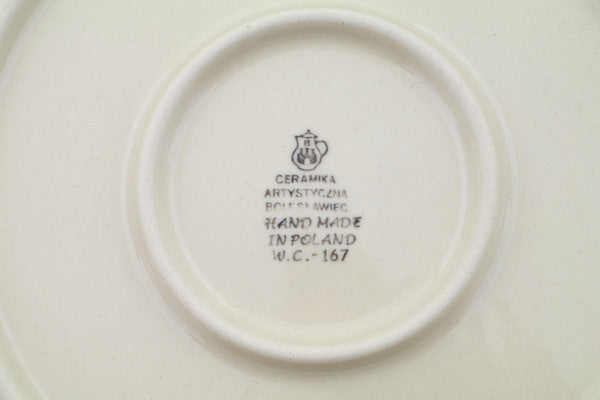 B
CERAMIKA
ARTYSTYCZNA
BOLESŁAWIEC
HAND MADE
IN POLAND
W.C.-167